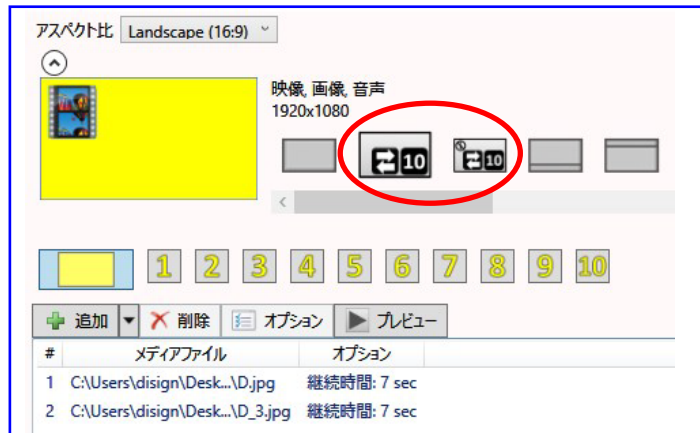 アスペクト比 Landscape (16:9)
映像, 画像, 音声
1920x1080
10 10
1 2 3 4 5 6 7 8 9 10
追加 削除 オプション プレビュー
# メディアファイル オプション
1 C:\Users\disign\Desk...\D.jpg 継続時間: 7 sec
2 C:\Users\disign\Desk...\D_3.jpg 継続時間: 7 sec